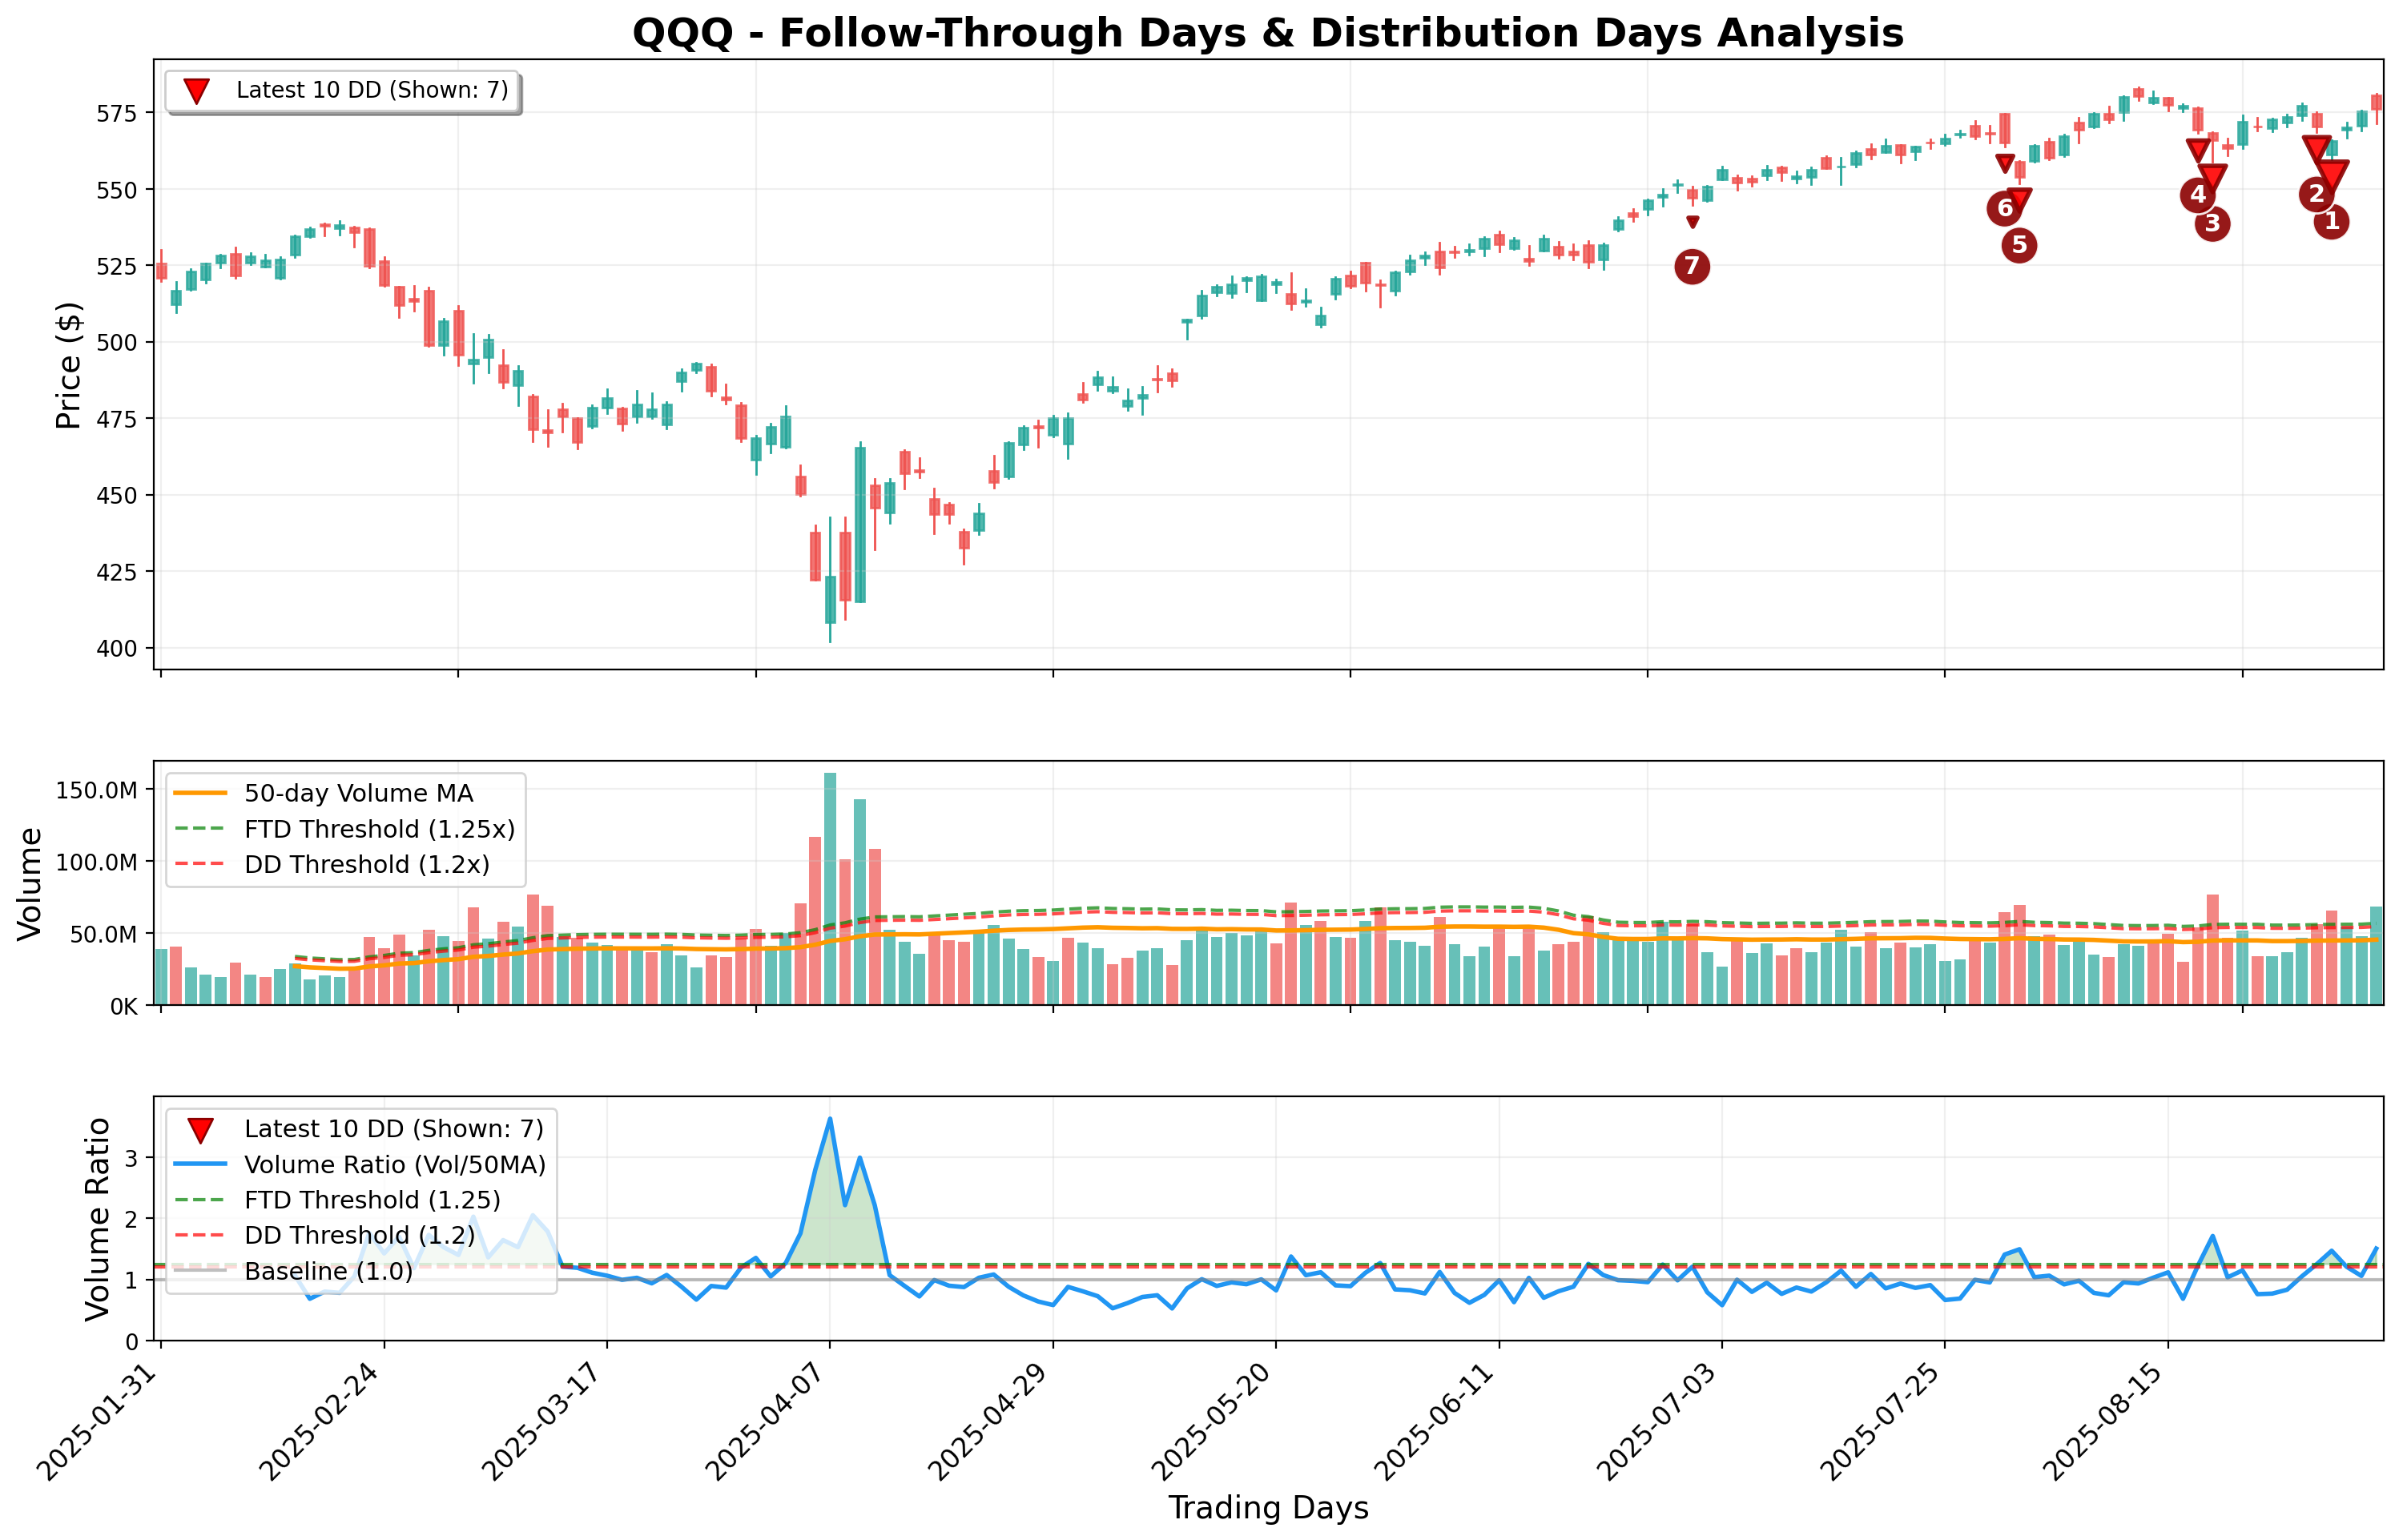 QQQ - Follow-Through Days & Distribution Days Analysis
Latest 10 DD (Shown: 7)
Price ($)
575
550
525
500
475
450
425
400
7
6
5
4
3
2
1
Volume
150.0M
100.0M
50.0M
0K
50-day Volume MA
FTD Threshold (1.25x)
DD Threshold (1.2x)
Volume Ratio
3
2
1
0
Latest 10 DD (Shown: 7)
Volume Ratio (Vol/50MA)
FTD Threshold (1.25)
DD Threshold (1.2)
Baseline (1.0)
2025-01-31
2025-02-24
2025-03-17
2025-04-07
2025-04-29
2025-05-20
2025-06-11
2025-07-03
2025-07-25
2025-08-15
Trading Days